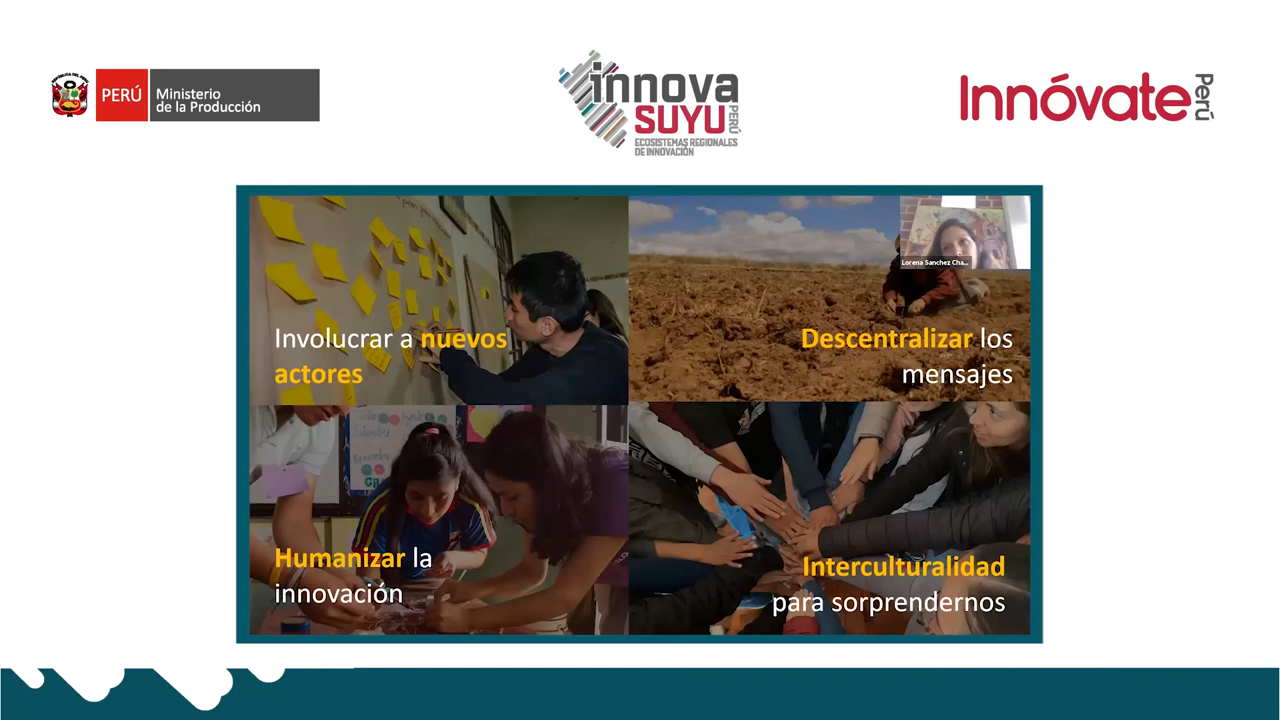 PERÚ
Ministerio
de la Producción
innova
SUYU
PERÚ
ECOSISTEMAS REGIONALES
DE INNOVACIÓN
Innóvate
Perú
Lorena Sanchez Cha...
Involucrar a nuevos
actores
Descentralizar los
mensajes
Humanizar la
innovación
Interculturalidad
para sorprendernos